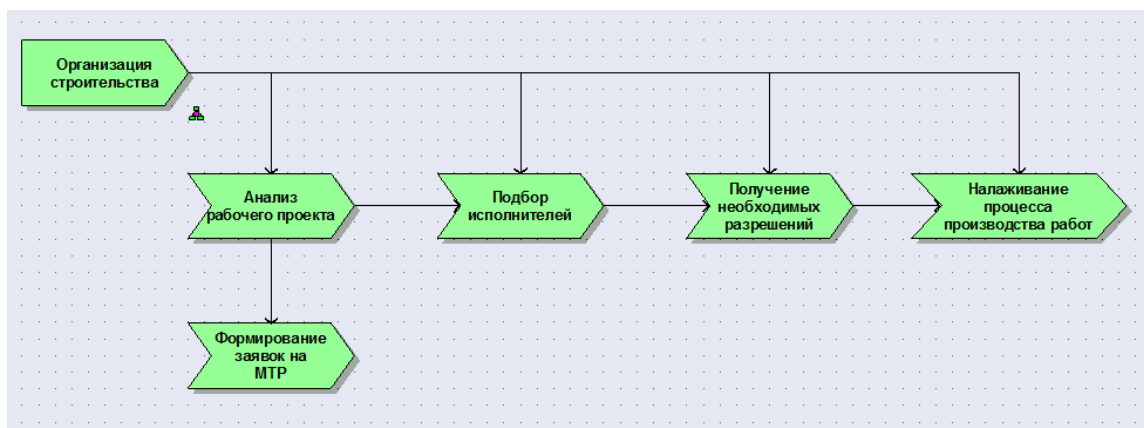 Организация
строительства
Анализ
рабочего проекта
Подбор
исполнителей
Получение
необходимых
разрешений
Налаживание
процесса
производства работ
Формирование
заявок на
МТР